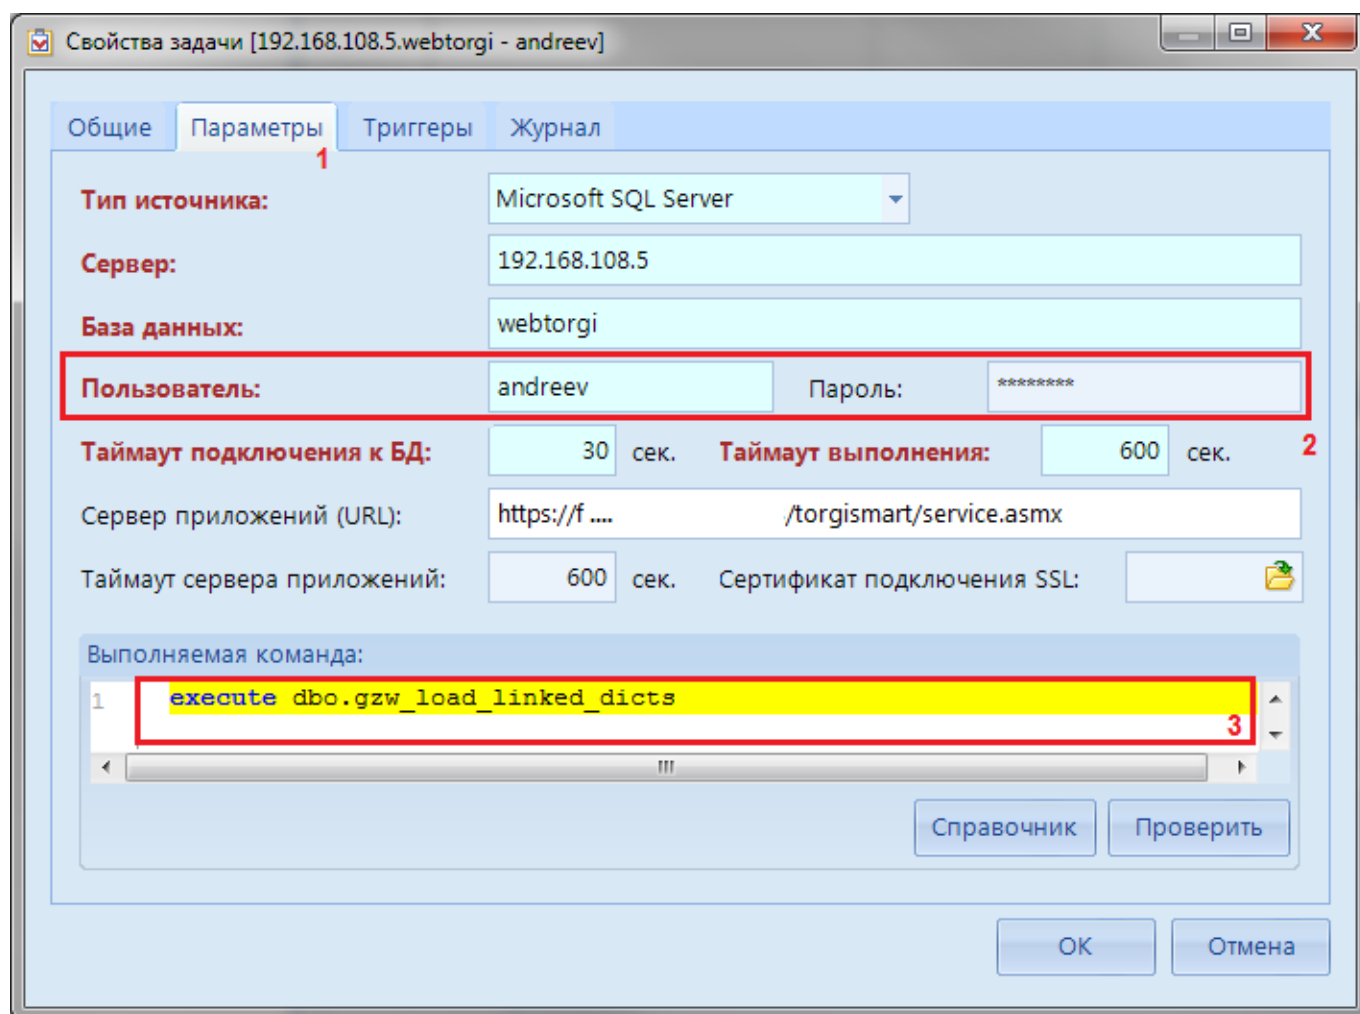 Свойства задачи [192.168.108.5.webtorgi - andreev]
Общие Параметры Триггеры Журнал
1
Тип источника: Microsoft SQL Server
Сервер: 192.168.108.5
База данных: webtorgi
Пользователь: andreev Пароль: ********
Таймаут подключения к БД: 30 сек. Таймаут выполнения: 600 сек. 2
Сервер приложений (URL): https://f .... /torgismart/service.asmx
Таймаут сервера приложений: 600 сек. Сертификат подключения SSL:
Выполняемая команда:
1 execute dbo.gzw_load_linked_dicts
3
Справочник Проверить
ОК Отмена